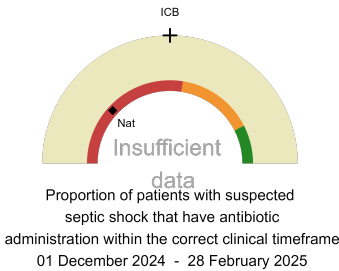 ICB
Nat
Insufficient
data
Proportion of patients with suspected
septic shock that have antibiotic
administration within the correct clinical timeframe
01 December 2024 - 28 February 2025